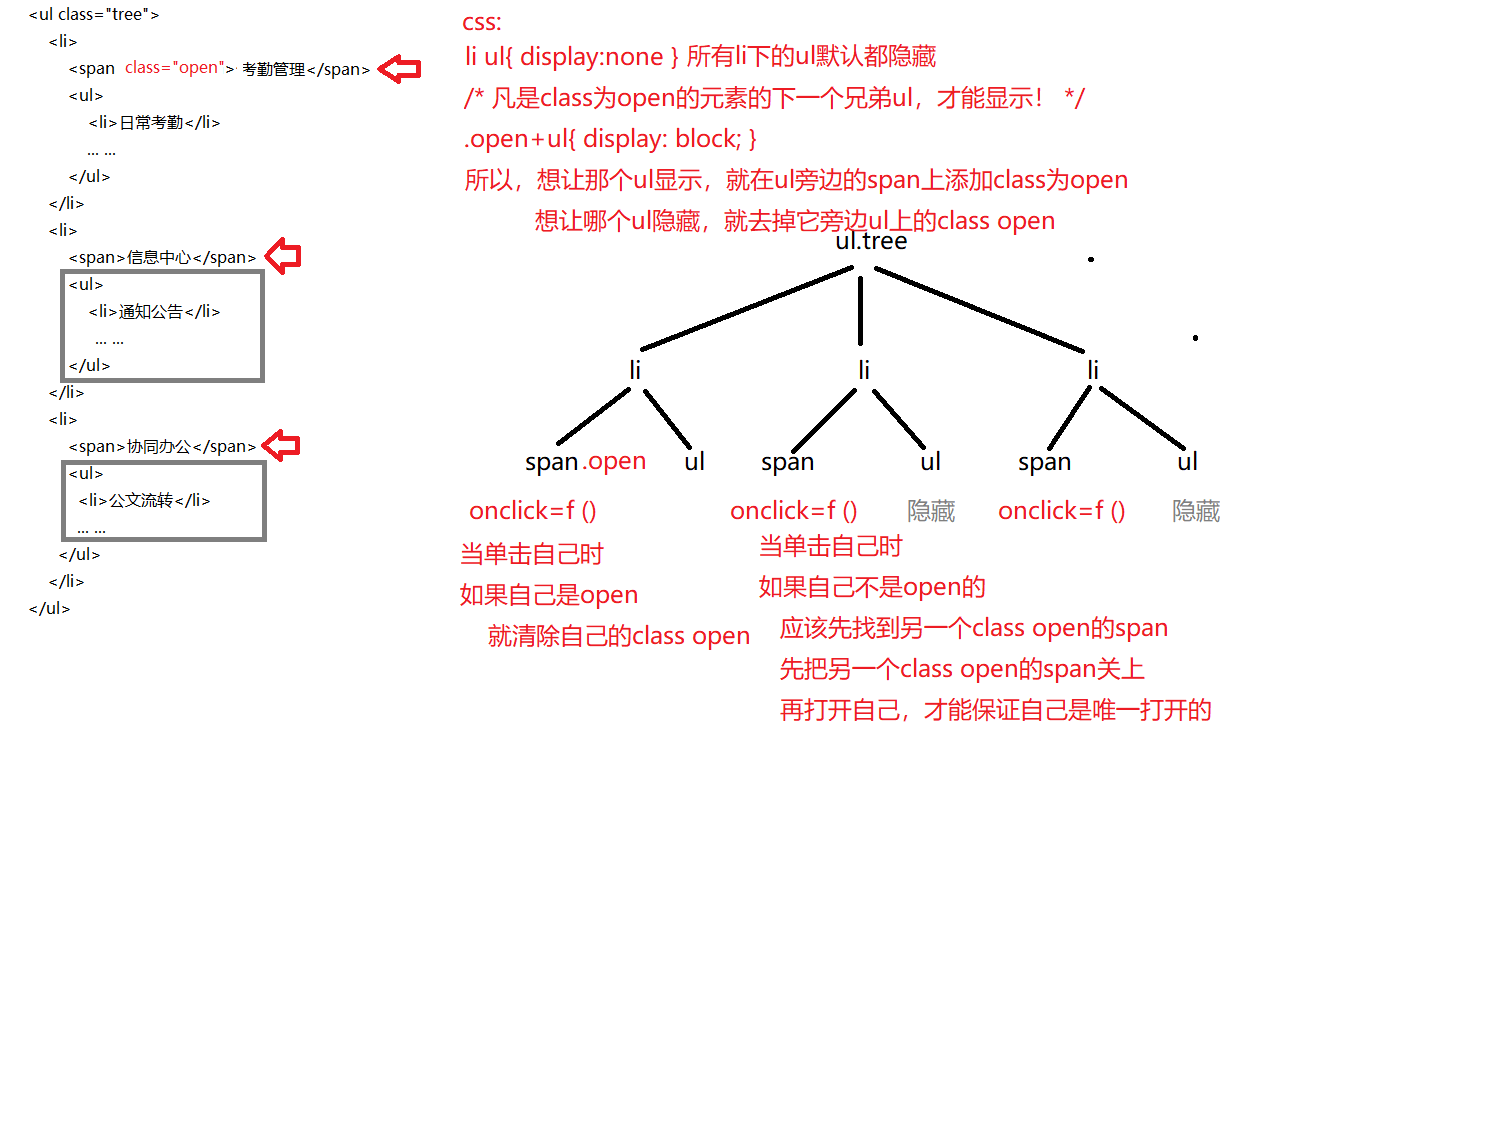 <ul class="tree">
<li>
<span class="open">考勤管理</span>
<ul>
<li>日常考勤</li>
... ...
</ul>
</li>
<li>
<span>信息中心</span>
<ul>
<li>通知公告</li>
... ...
</ul>
</li>
<li>
<span>协同办公</span>
<ul>
<li>公文流转</li>
... ...
</ul>
</li>
</ul>
css:
li ul{ display:none } 所有li下的ul默认都隐藏
/* 凡是class为open的元素的下一个兄弟ul，才能显示！ */
.open+ul{ display: block; }
所以，想让那个ul显示，就在ul旁边的span上添加class为open
想让哪个ul隐藏，就去掉它旁边ul上的class open
ul.tree
li li li
span.open ul span ul span ul
onclick=f () onclick=f () 隐藏 onclick=f () 隐藏
当单击自己时
如果自己是open
就清除自己的class open
当单击自己时
如果自己不是open的
应该先找到另一个class open的span
先把另一个class open的span关上
再打开自己，才能保证自己是唯一打开的